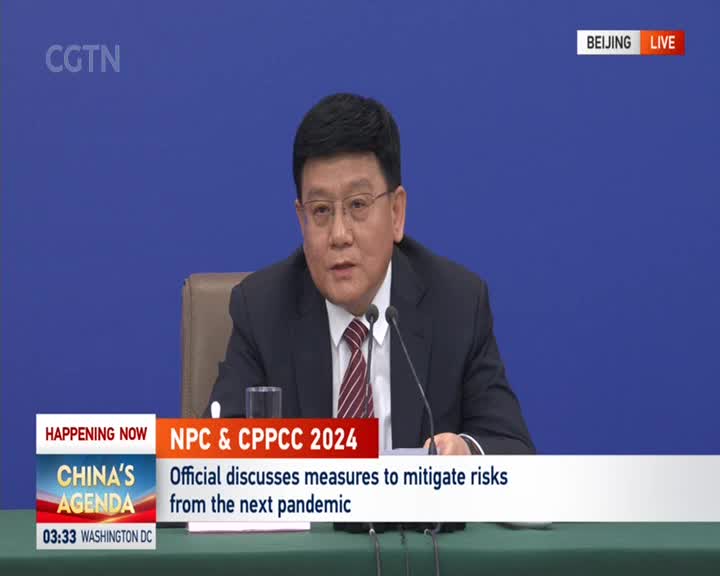 CGTN
BEIJING LIVE
HAPPENING NOW
NPC & CPPCC 2024
CHINA'S
AGENDA
Official discusses measures to mitigate risks
from the next pandemic
03:33 WASHINGTON DC